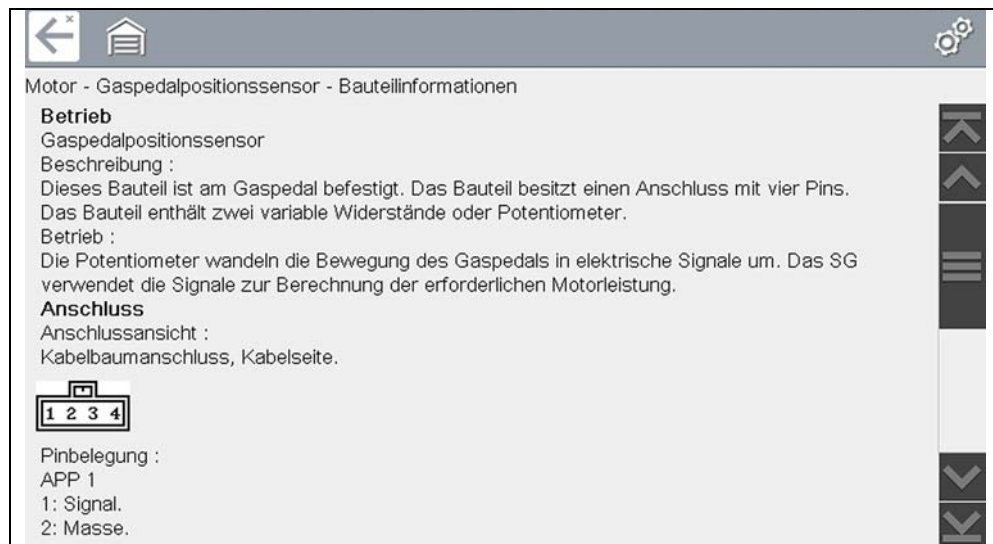 Motor - Gaspedalpositionssensor - Bauteilinformationen
Betrieb
Gaspedalpositionssensor
Beschreibung :
Dieses Bauteil ist am Gaspedal befestigt. Das Bauteil besitzt einen Anschluss mit vier Pins.
Das Bauteil enthält zwei variable Widerstände oder Potentiometer.
Betrieb :
Die Potentiometer wandeln die Bewegung des Gaspedals in elektrische Signale um. Das SG
verwendet die Signale zur Berechnung der erforderlichen Motorleistung.
Anschluss
Anschlussansicht :
Kabelbaumanschluss, Kabelseite.
1 2 3 4
Pinbelegung :
APP 1
1: Signal.
2: Masse.